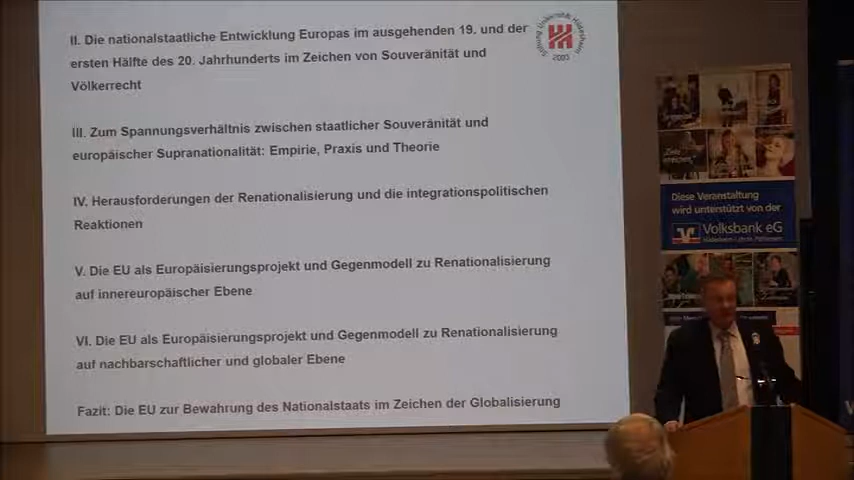 II. Die nationalstaatliche Entwicklung Europas im ausgehenden 19. und der
ersten Hälfte des 20. Jahrhunderts im Zeichen von Souveränität und
Völkerrecht
III. Zum Spannungsverhältnis zwischen staatlicher Souveränität und
europäischer Supranationalität: Empirie, Praxis und Theorie
IV. Herausforderungen der Renationalisierung und die integrationspolitischen
Reaktionen
V. Die EU als Europäisierungsprojekt und Gegenmodell zu Renationalisierung
auf innereuropäischer Ebene
VI. Die EU als Europäisierungsprojekt und Gegenmodell zu Renationalisierung
auf nachbarschaftlicher und globaler Ebene
Fazit: Die EU zur Bewahrung des Nationalstaats im Zeichen der Globalisierung
Stiftung Universität Hildesheim
2003
Diese Veranstaltung
wird unterstützt von der
Volksbank eG